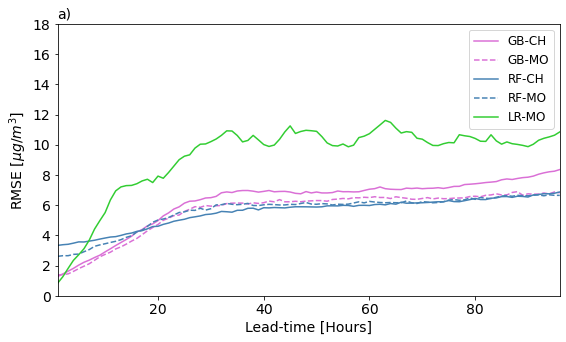 a)
18
16
14
12
10
8
6
4
2
0
RMSE [μg/m³]
20
40
60
80
Lead-time [Hours]
GB-CH
GB-MO
RF-CH
RF-MO
LR-MO